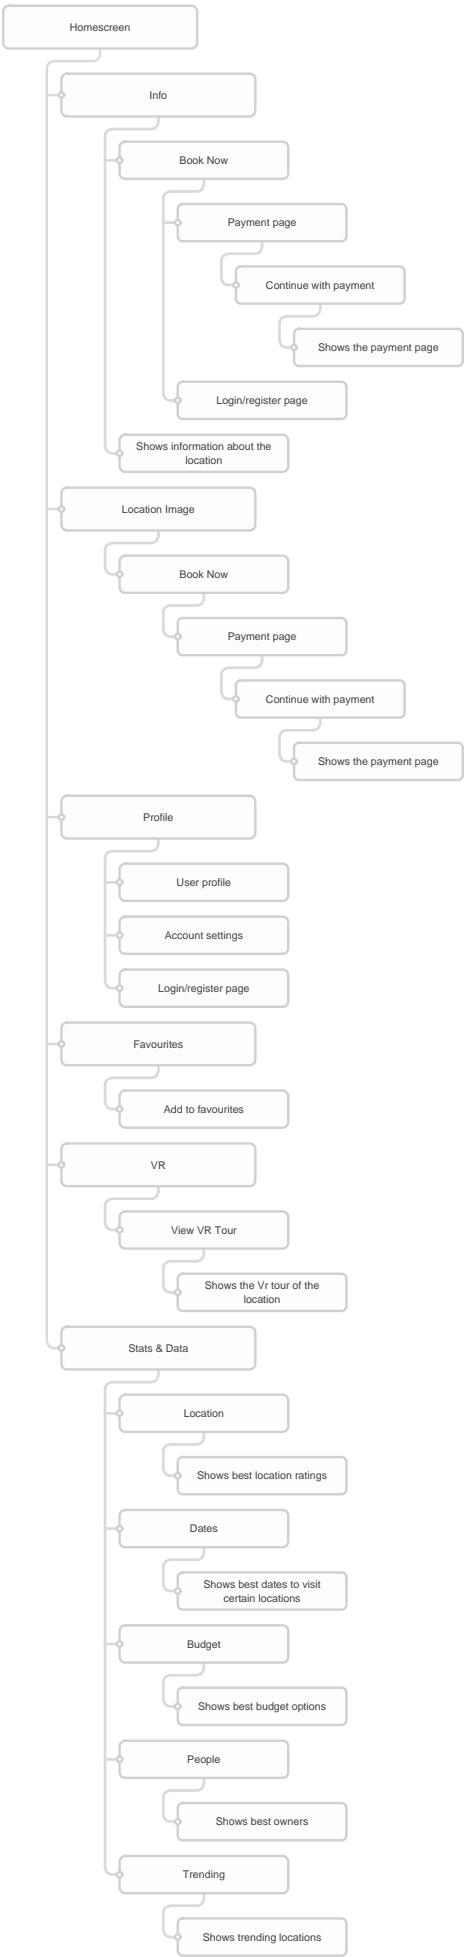 Homescreen
Info
Book Now
Payment page
Continue with payment
Shows the payment page
Login/register page
Shows information about the
location
Location Image
Book Now
Payment page
Continue with payment
Shows the payment page
Profile
User profile
Account settings
Login/register page
Favourites
Add to favourites
VR
View VR Tour
Shows the Vr tour of the
location
Stats & Data
Location
Shows best location ratings
Dates
Shows best dates to visit
certain locations
Budget
Shows best budget options
People
Shows best owners
Trending
Shows trending locations